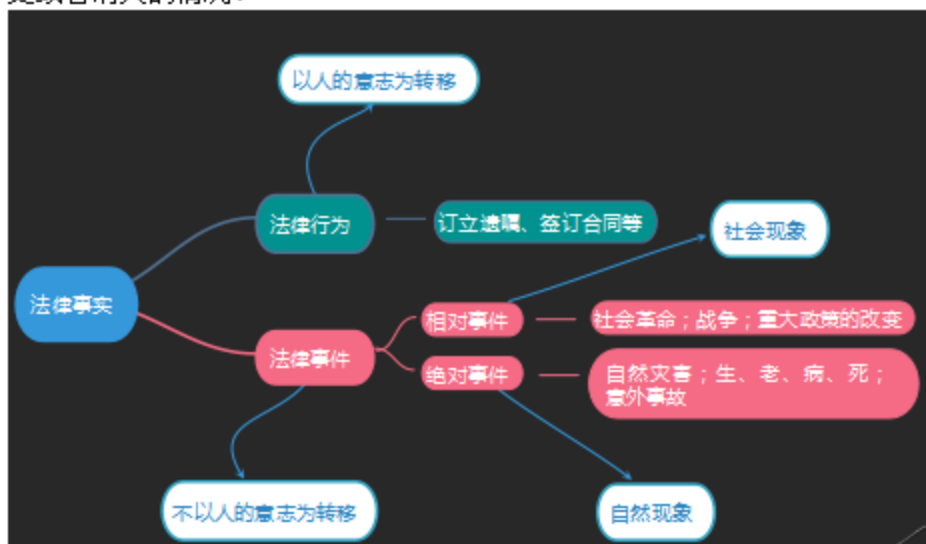 以人的意志为转移
法律行为
订立遗嘱、签订合同等
社会现象
法律事实
相对事件
社会革命；战争；重大政策的改变
法律事件
绝对事件
自然灾害；生、老、病、死；
意外事故
不以人的意志为转移
自然现象